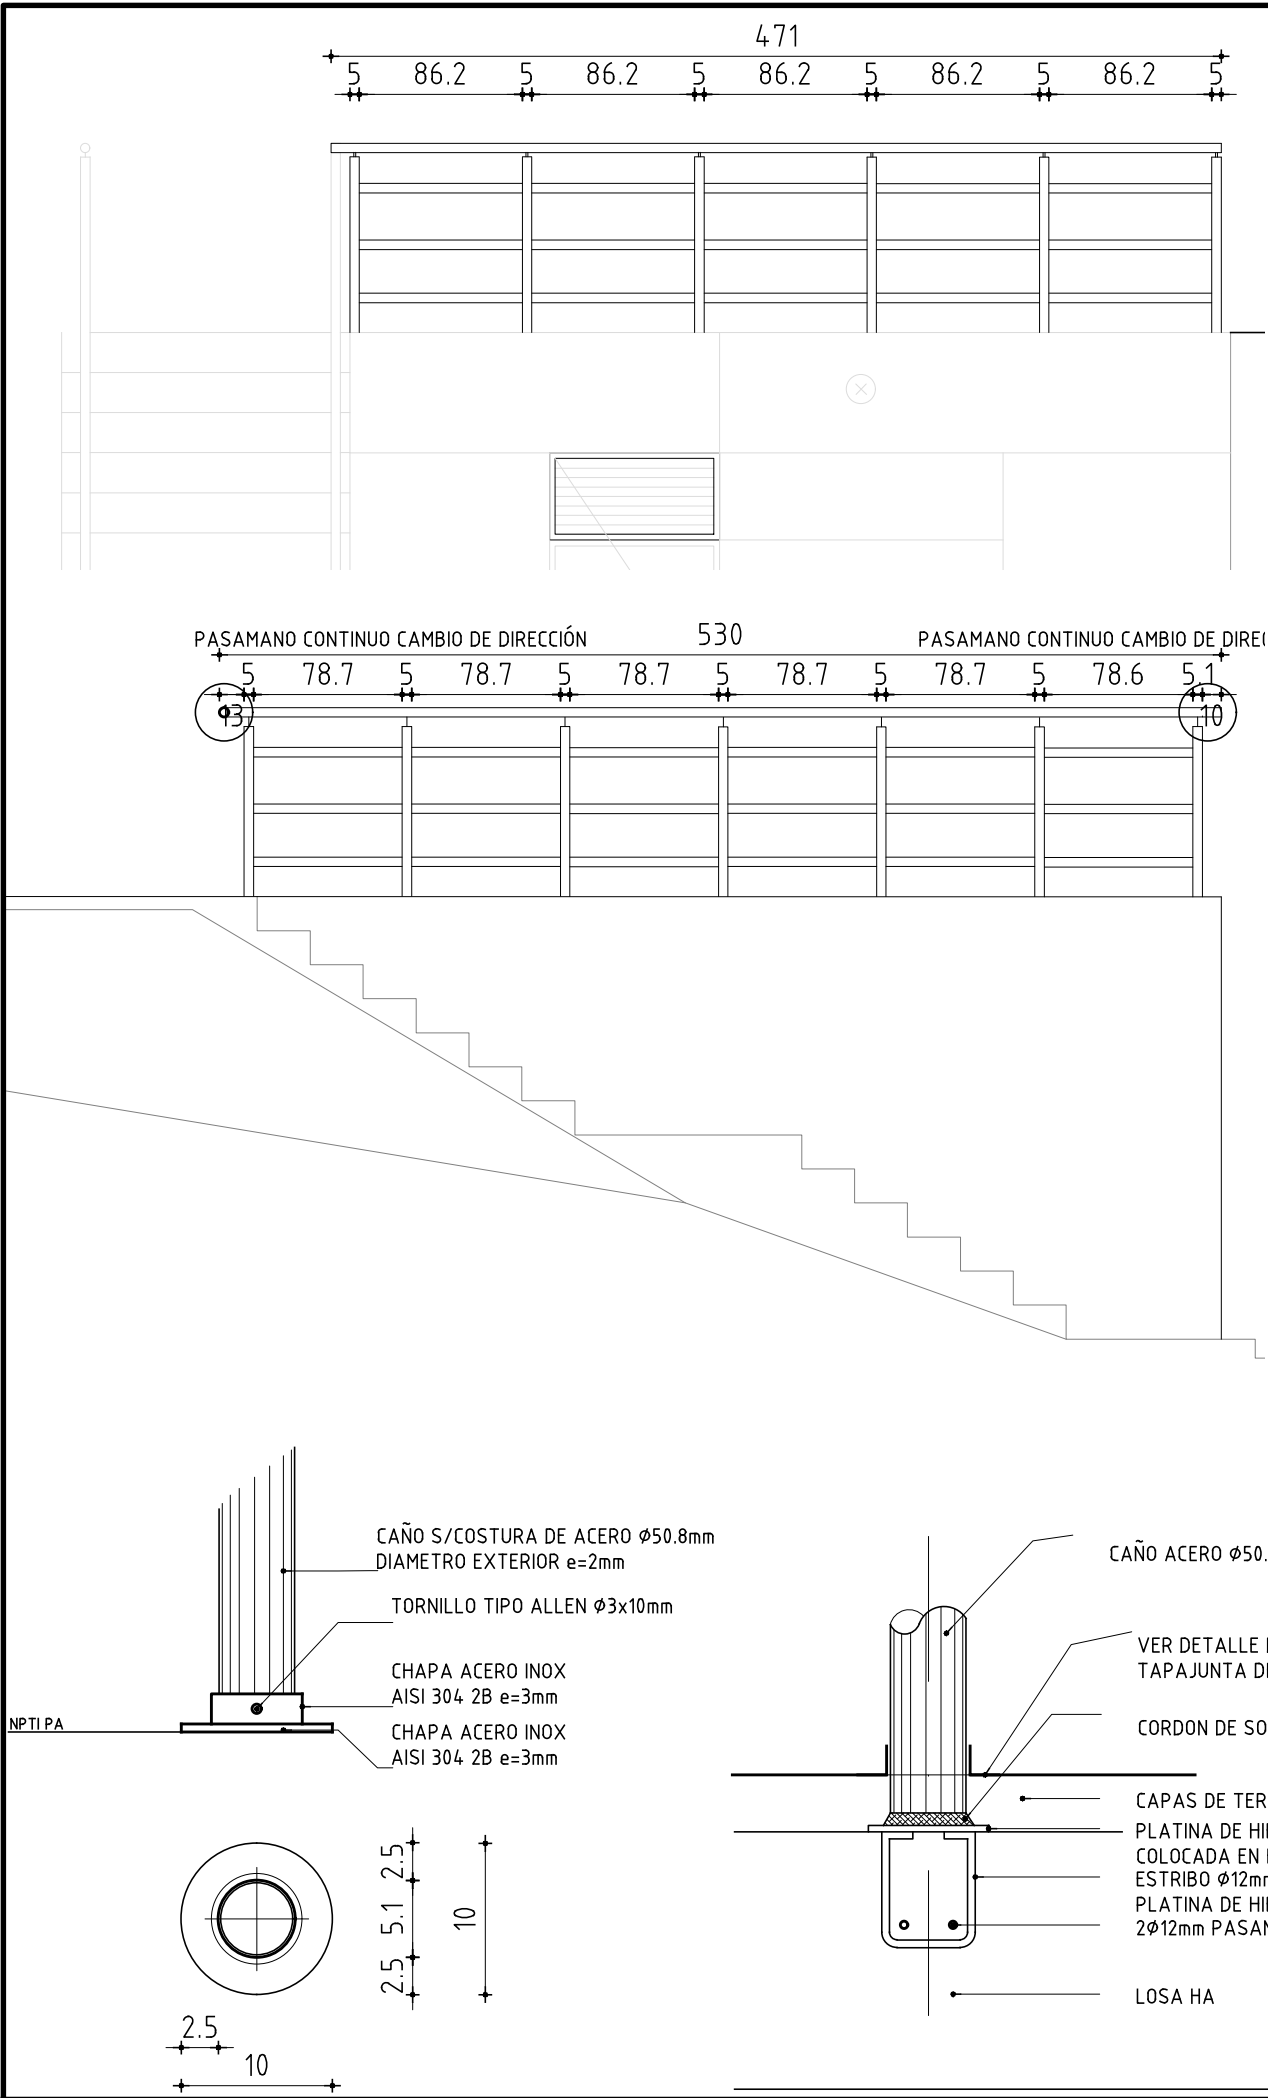 471
5 86.2 5 86.2 5 86.2 5 86.2 5 86.2 5
PASAMANO CONTINUO CAMBIO DE DIRECCIÓN
530
PASAMANO CONTINUO CAMBIO DE
5 78.7 5 78.7 5 78.7 5 78.7 5 78.7 5 78.6 5.1
13
10
CAÑO S/COSTURA DE ACERO Ø50.8mm
DIAMETRO EXTERIOR e=2mm
TORNILLO TIPO ALLEN Ø3x10mm
CHAPA ACERO INOX
AISI 304 2B e=3mm
CHAPA ACERO INOX
AISI 304 2B e=3mm
NPTI PA
2.5
5.1
2.5
10
2.5
10
CAÑO ACERO Ø50.
VER DETALLE
TAPAJUNTA
CORDON DE
CAPAS DE
PLATINA DE
COLOCADA EN
ESTRIBO Ø12mm
PLATINA DE
2Ø12mm
LOSA HA